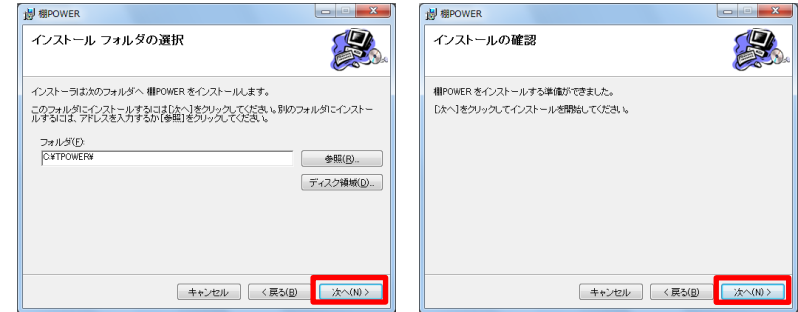 棚POWER
インストール フォルダの選択
インストーラは次のフォルダへ 棚POWER をインストールします。
このフォルダにインストールするには[次へ]をクリックしてください。別のフォルダにインストー
ルするには、アドレスを入力するか[参照]をクリックしてください。
フォルダ(F):
C:¥TPOWER¥
参照(R)...
ディスク領域(D)...
キャンセル
< 戻る(B)
次へ(N) >
棚POWER
インストールの確認
棚POWER をインストールする準備ができました。
[次へ]をクリックしてインストールを開始してください。
キャンセル
< 戻る(B)
次へ(N) >